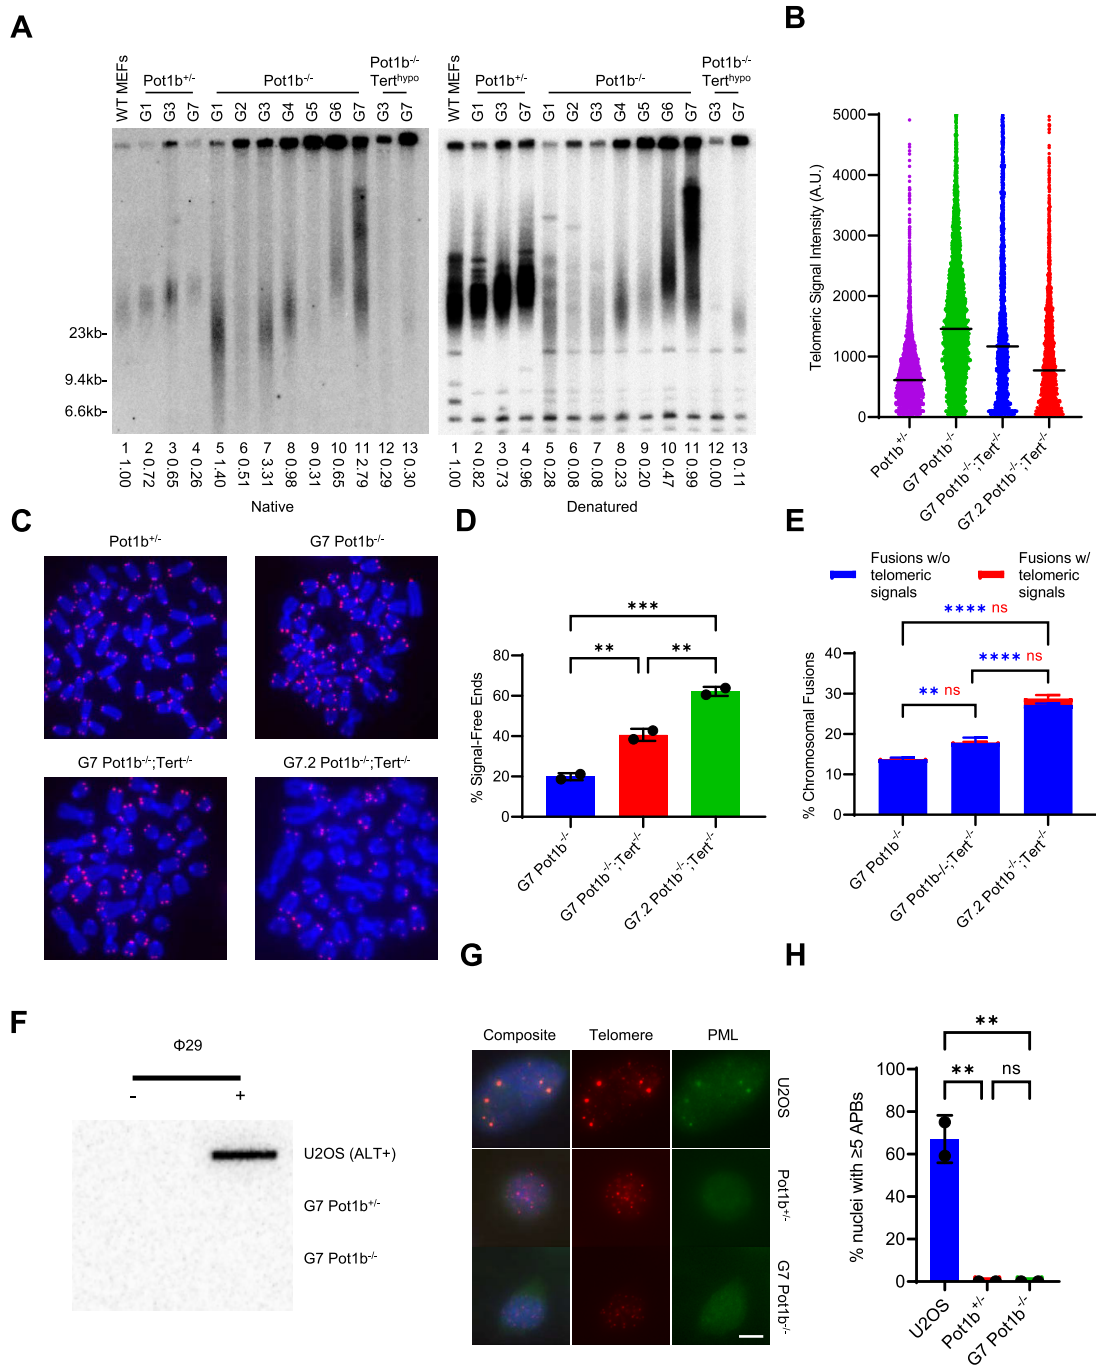 A
WT MEFs
Pot1b+/-
G1
G3
G7
Pot1b-/-
G1
G2
G3
G4
G5
G6
G7
Pot1b-/-
Terthypo
G3
G7
WT MEFs
Pot1b+/-
G1
G3
G7
Pot1b-/-
G1
G2
G3
G4
G5
G6
G7
Pot1b-/-
Terthypo
G3
G7
23kb-
9.4kb-
6.6kb-
1 1.00
2 0.72
3 0.65
4 0.26
5 1.40
6 0.51
7 3.31
8 0.98
9 0.31
10 0.65
11 2.79
12 0.29
13 0.30
1 1.00
2 0.82
3 0.73
4 0.96
5 0.28
6 0.08
7 0.08
8 0.23
9 0.20
10 0.47
11 0.99
12 0.00
13 0.11
Native
Denatured
B
Telomeric Signal Intensity (A.U.)
5000
4000
3000
2000
1000
0
Pot1b+/-
G7 Pot1b-/-
G7 Pot1b-/-;Tert-/-
G7.2 Pot1b-/-;Tert-/-
C
Pot1b+/-
G7 Pot1b-/-
G7 Pot1b-/-;Tert-/-
G7.2 Pot1b-/-;Tert-/-
D
***
**
**
% Signal-Free Ends
80
60
40
20
0
G7 Pot1b-/-
G7 Pot1b-/-;Tert-/-
G7.2 Pot1b-/-;Tert-/-
E
Fusions w/o
telomeric
signals
Fusions w/
telomeric
signals
**** ns
**** ns
** ns
% Chromosomal Fusions
40
30
20
10
0
G7 Pot1b-/-
G7 Pot1b-/-;Tert-/-
G7.2 Pot1b-/-;Tert-/-
F
Φ29
- +
U2OS (ALT+)
G7 Pot1b+/-
G7 Pot1b-/-
G
Composite
Telomere
PML
U2OS
Pot1b+/-
G7 Pot1b-/-
H
**
**
ns
% nuclei with ≥5 APBs
100
80
60
40
20
0
U2OS
Pot1b+/-
G7 Pot1b-/-